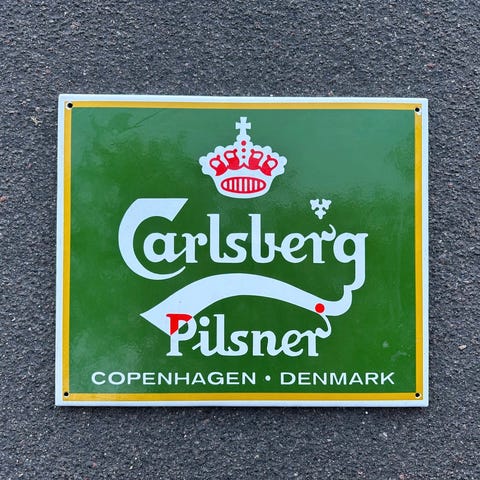 Carlsberg
Pilsner
COPENHAGEN • DENMARK